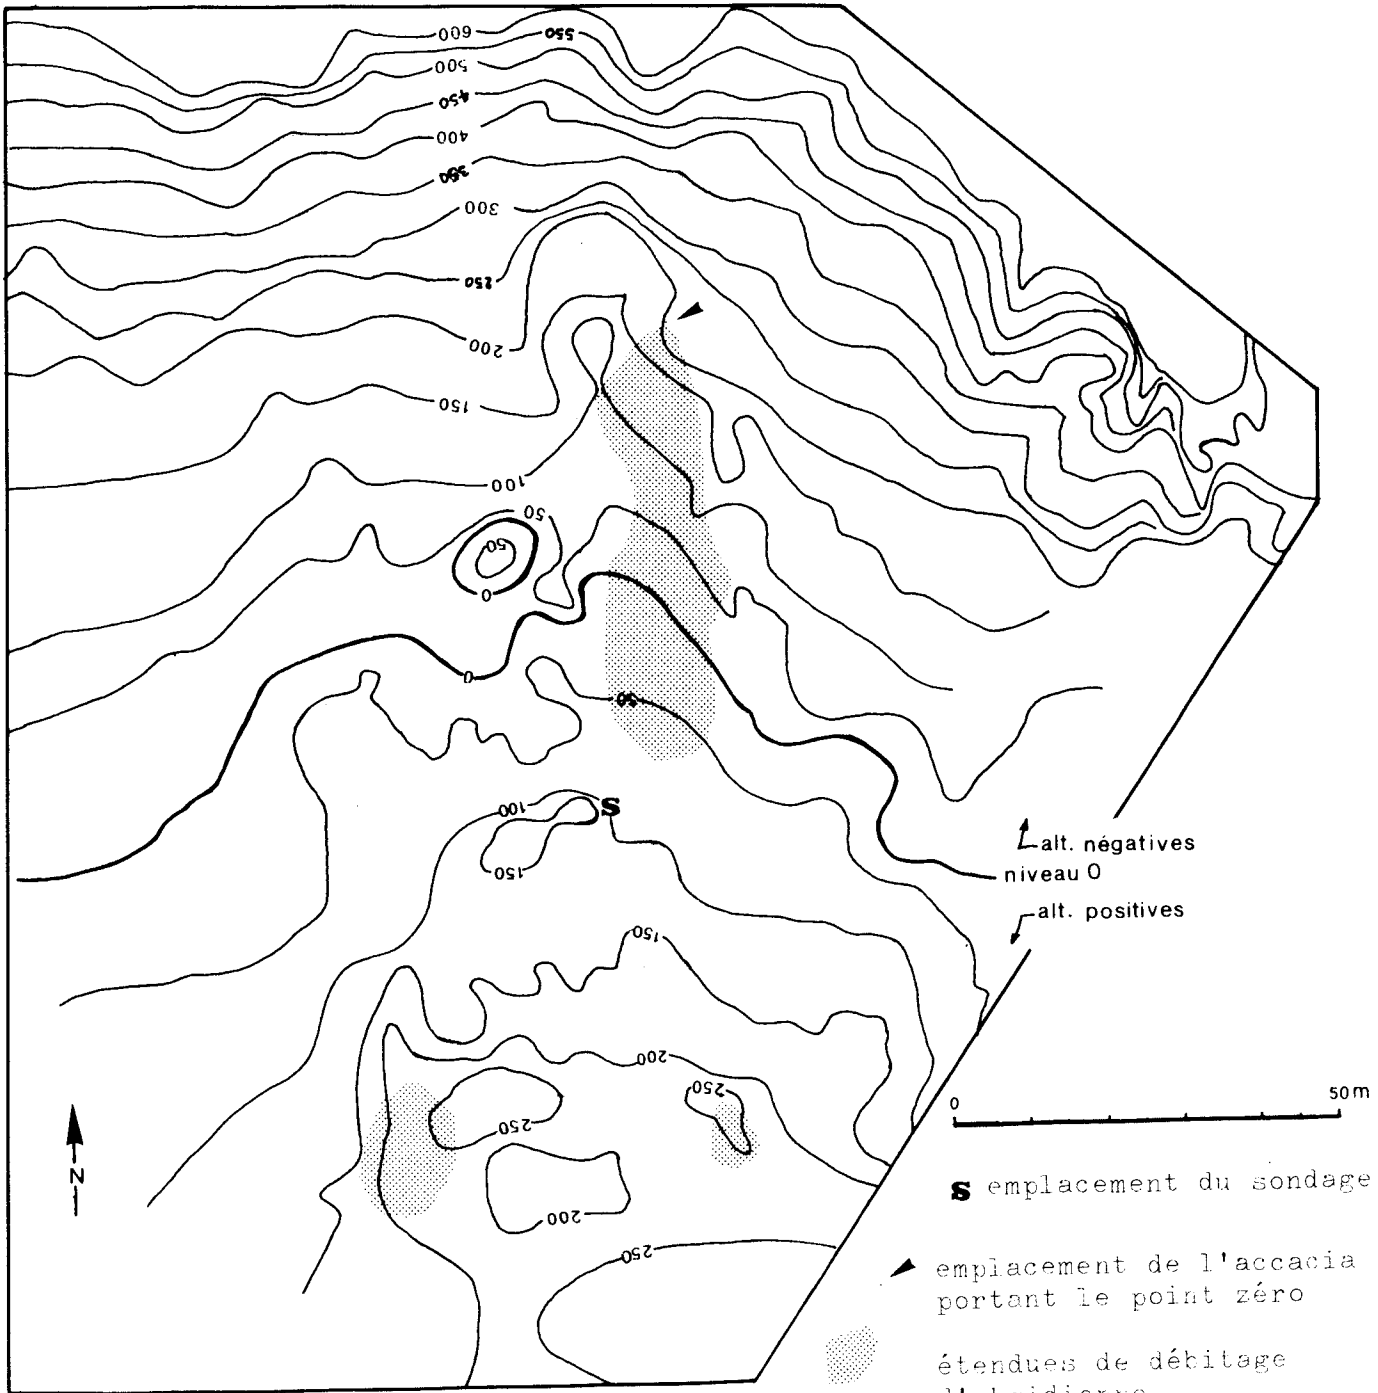 600
550
500
450
400
350
300
250
200
150
100
50
50
0
0
50
100
S
150
alt. négatives
niveau 0
alt. positives
150
200
250
250
200
250
N
0
50 m
S emplacement du sondage
emplacement de l'accacia
portant le point zéro
étendues de débitage